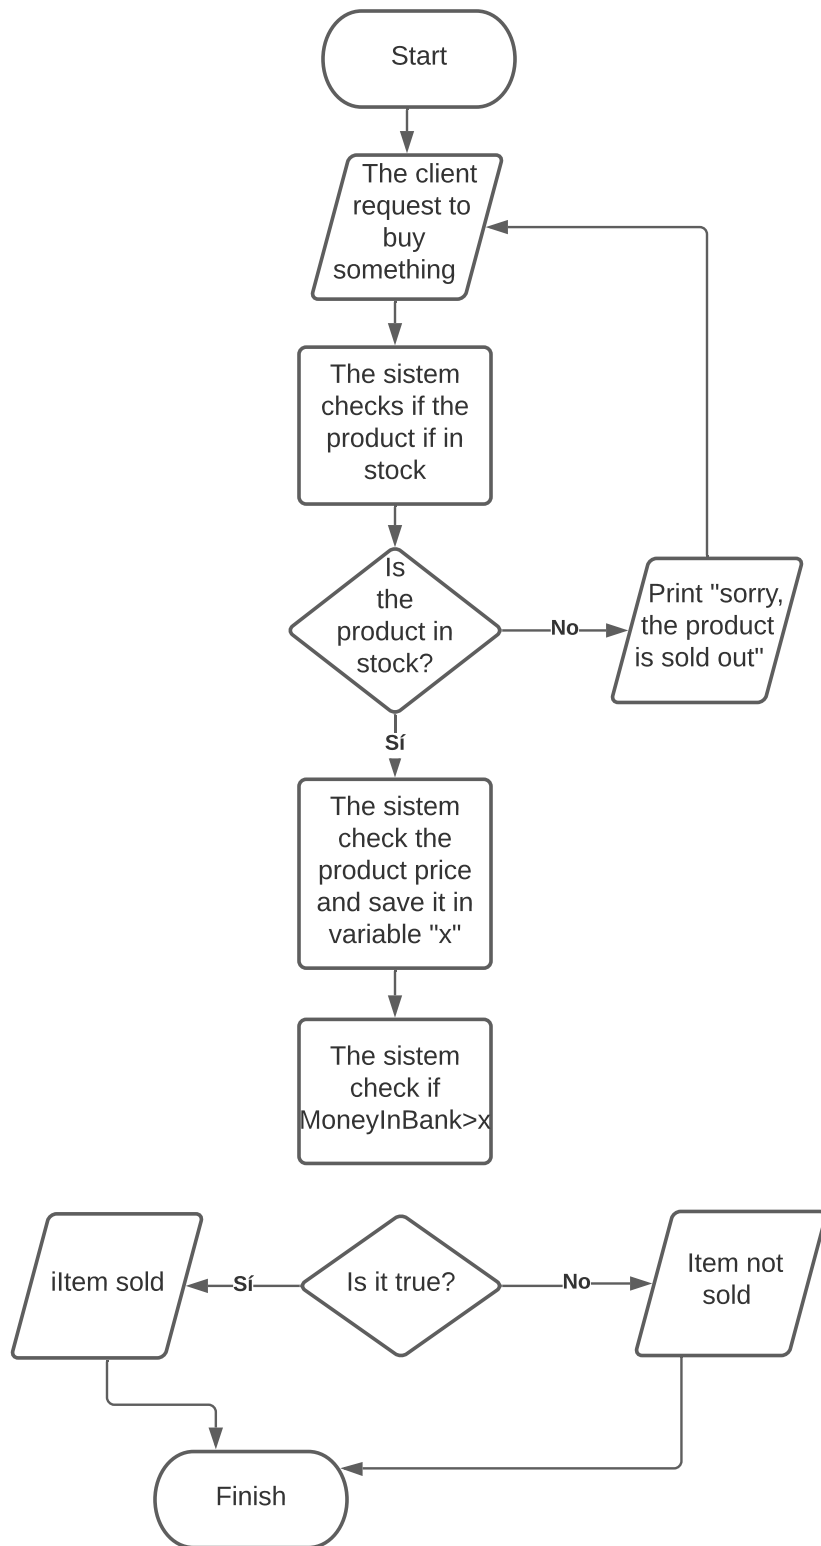 Start
The client
request to
buy
something
The sistem
checks if the
product if in
stock
Is
the
product in
stock?
No
Print "sorry,
the product
is sold out"
Sí
The sistem
check the
product price
and save it in
variable "x"
The sistem
check if
MoneyInBank>x
iItem sold
Sí
Is it true?
No
Item not
sold
Finish